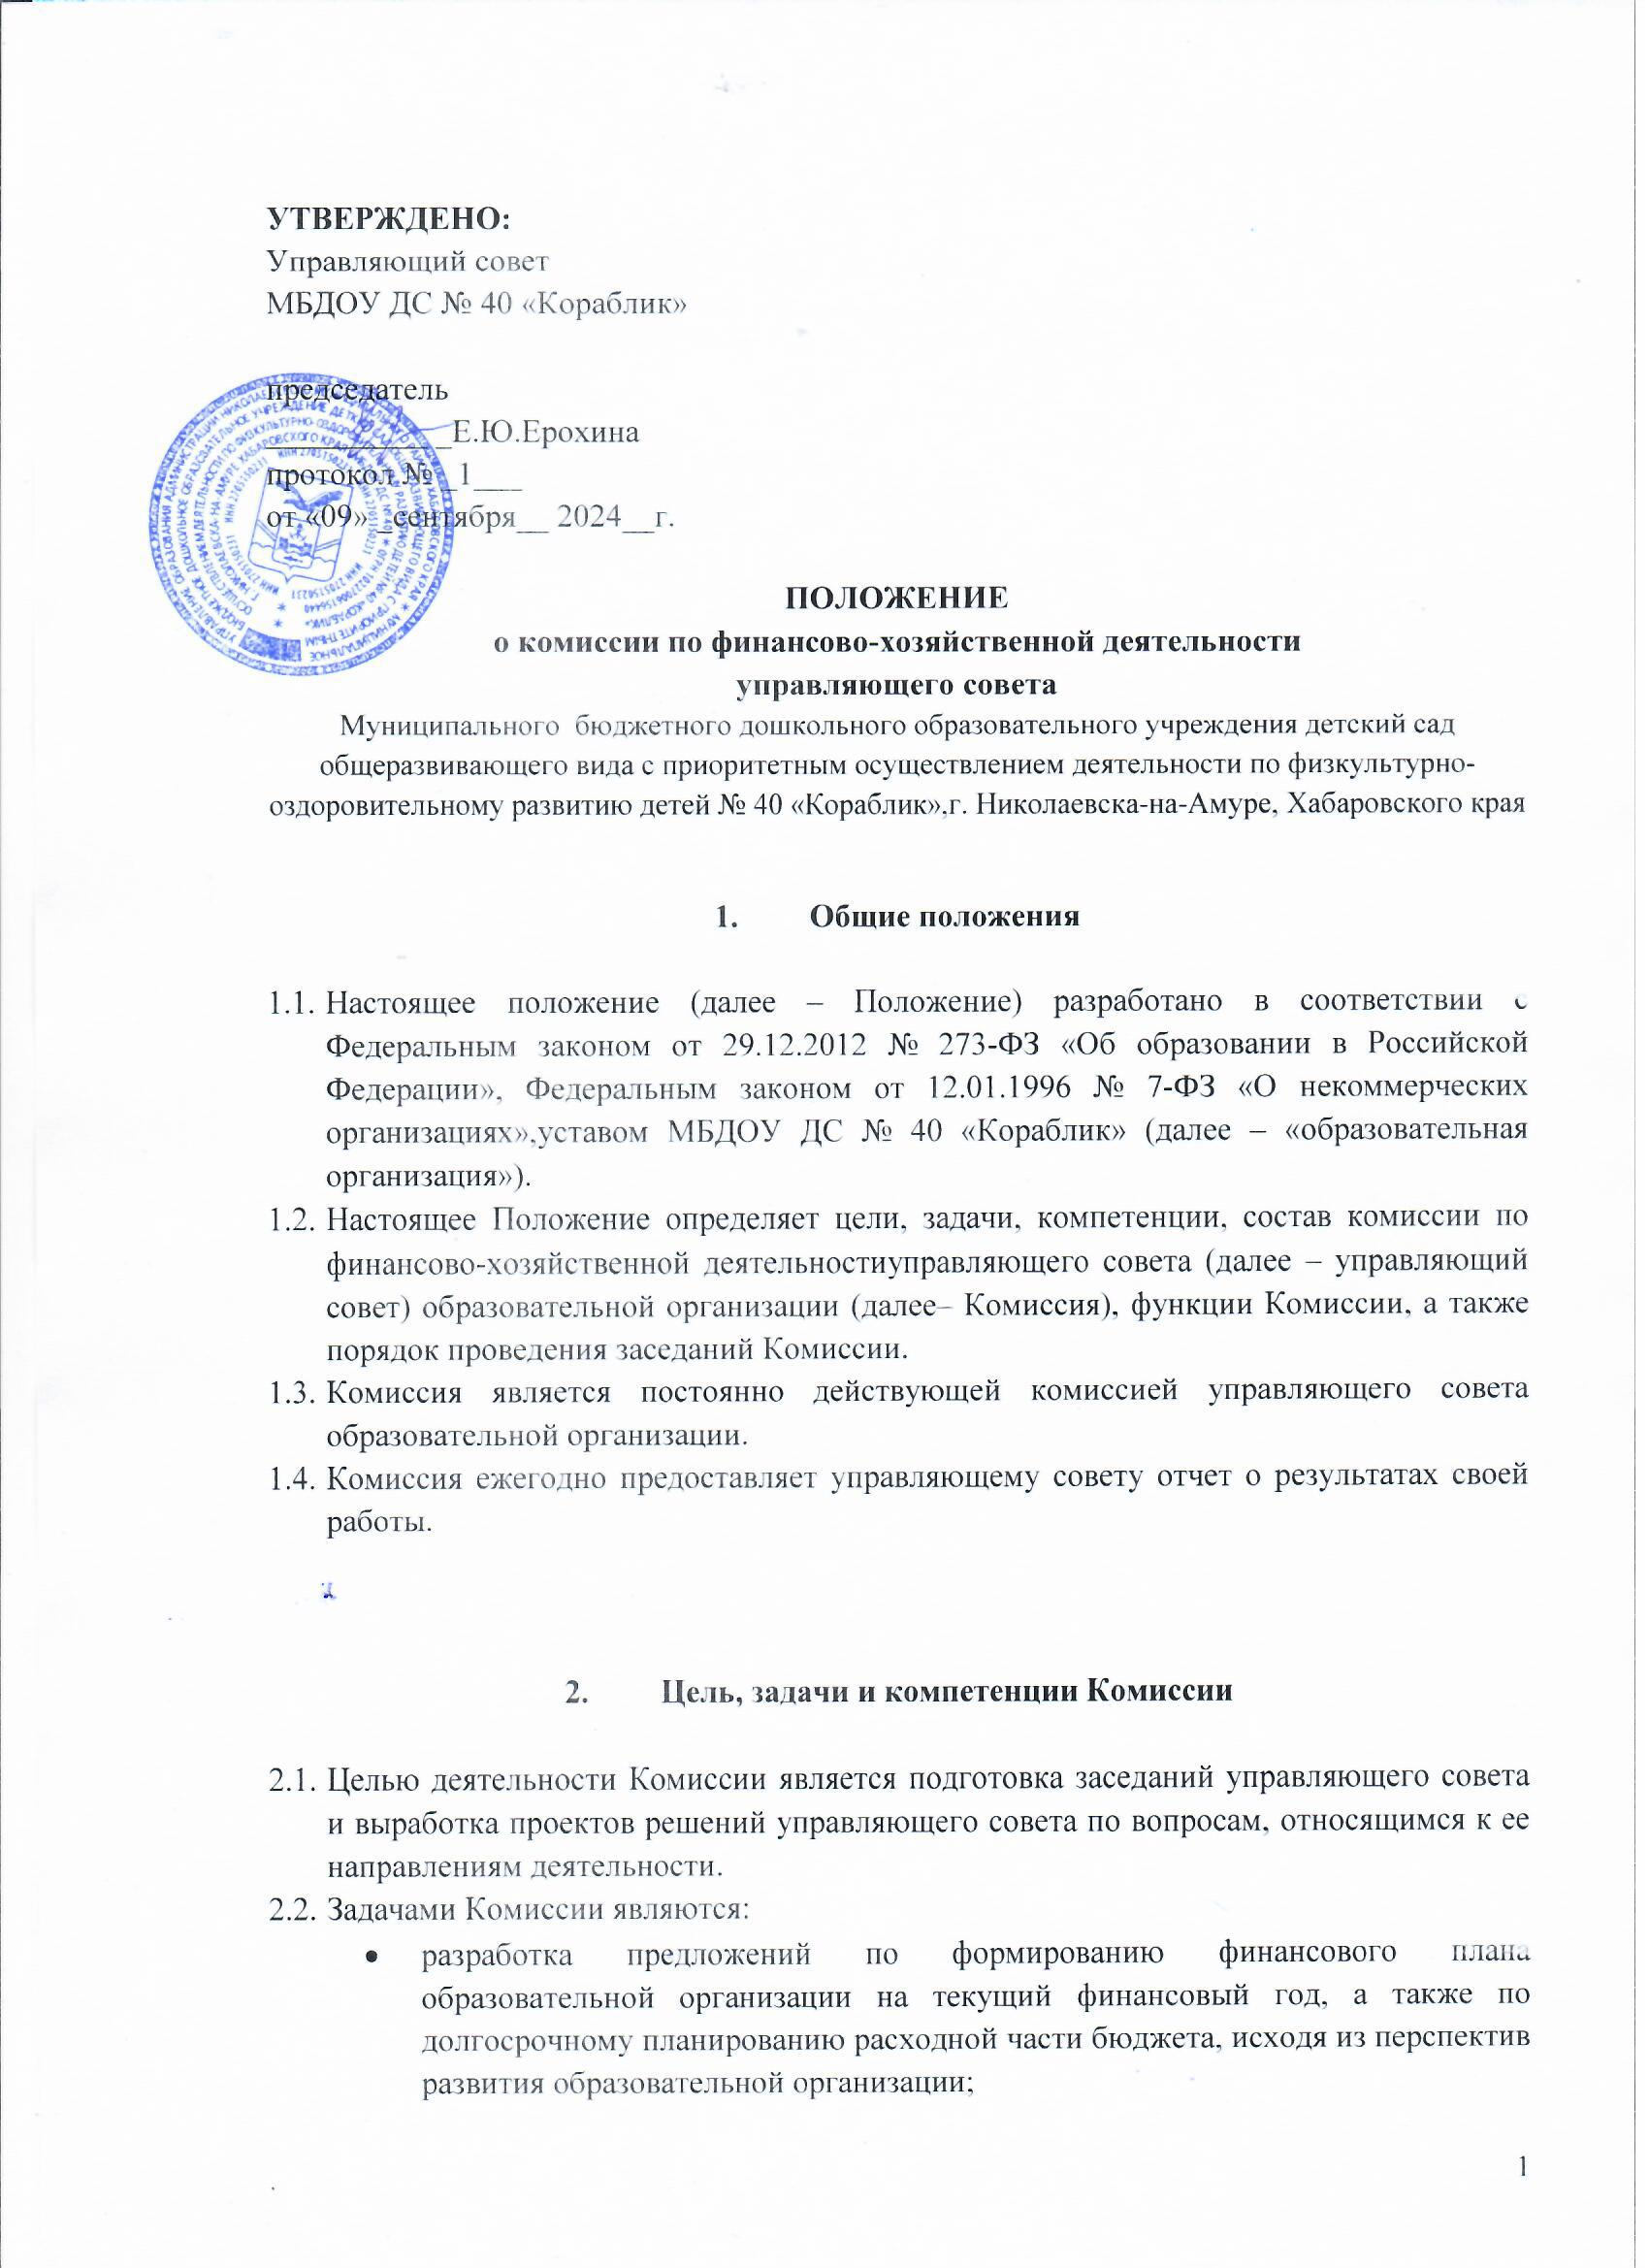 УТВЕРЖДЕНО:
Управляющий совет
МБДОУ ДС № 40 «Кораблик»
председатель
___________Е.Ю.Ерохина
протокол № _1___
от «09»_сентября__ 2024__г.
ПОЛОЖЕНИЕ
о комиссии по финансово-хозяйственной деятельности
управляющего совета
Муниципального бюджетного дошкольного образовательного учреждения детский сад
общеразвивающего вида с приоритетным осуществлением деятельности по физкультурно-
оздоровительному развитию детей № 40 «Кораблик»,г. Николаевска-на-Амуре, Хабаровского края
1. Общие положения
1.1. Настоящее положение (далее – Положение) разработано в соответствии с
Федеральным законом от 29.12.2012 № 273-ФЗ «Об образовании в Российской
Федерации», Федеральным законом от 12.01.1996 № 7-ФЗ «О некоммерческих
организациях»,уставом МБДОУ ДС № 40 «Кораблик» (далее – «образовательная
организация»).
1.2. Настоящее Положение определяет цели, задачи, компетенции, состав комиссии по
финансово-хозяйственной деятельностиуправляющего совета (далее – управляющий
совет) образовательной организации (далее– Комиссия), функции Комиссии, а также
порядок проведения заседаний Комиссии.
1.3. Комиссия является постоянно действующей комиссией управляющего совета
образовательной организации.
1.4. Комиссия ежегодно предоставляет управляющему совету отчет о результатах своей
работы.
2. Цель, задачи и компетенции Комиссии
2.1. Целью деятельности Комиссии является подготовка заседаний управляющего совета
и выработка проектов решений управляющего совета по вопросам, относящимся к ее
направлениям деятельности.
2.2. Задачами Комиссии являются:
• разработка предложений по формированию финансового плана
образовательной организации на текущий финансовый год, а также по
долгосрочному планированию расходной части бюджета, исходя из перспектив
развития образовательной организации;
1